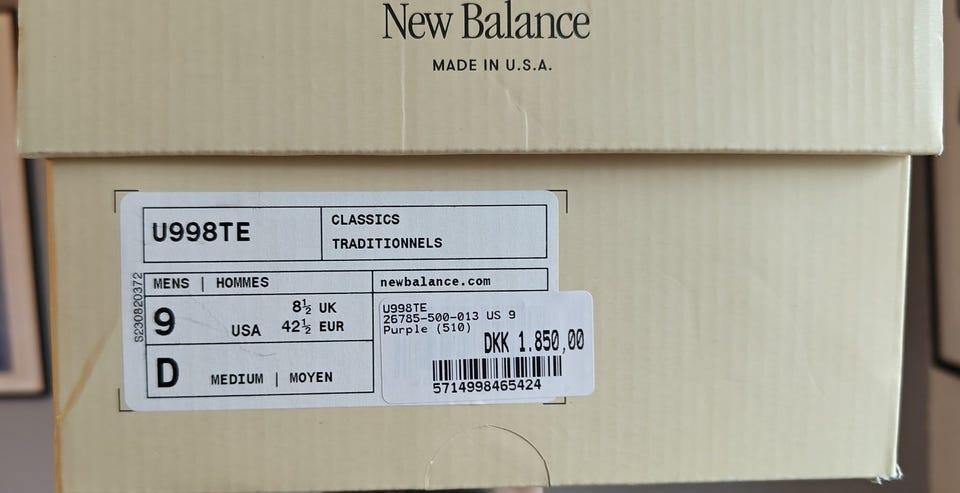 New Balance
MADE IN U.S.A.
U998TE
CLASSICS
TRADITIONNELS
MENS | HOMMES
newbalance.com
9
USA
8½ UK
42½ EUR
D
MEDIUM | MOYEN
S230820372
U998TE
26785-500-013 US 9
Purple (510)
DKK 1.850,00
5714998465424